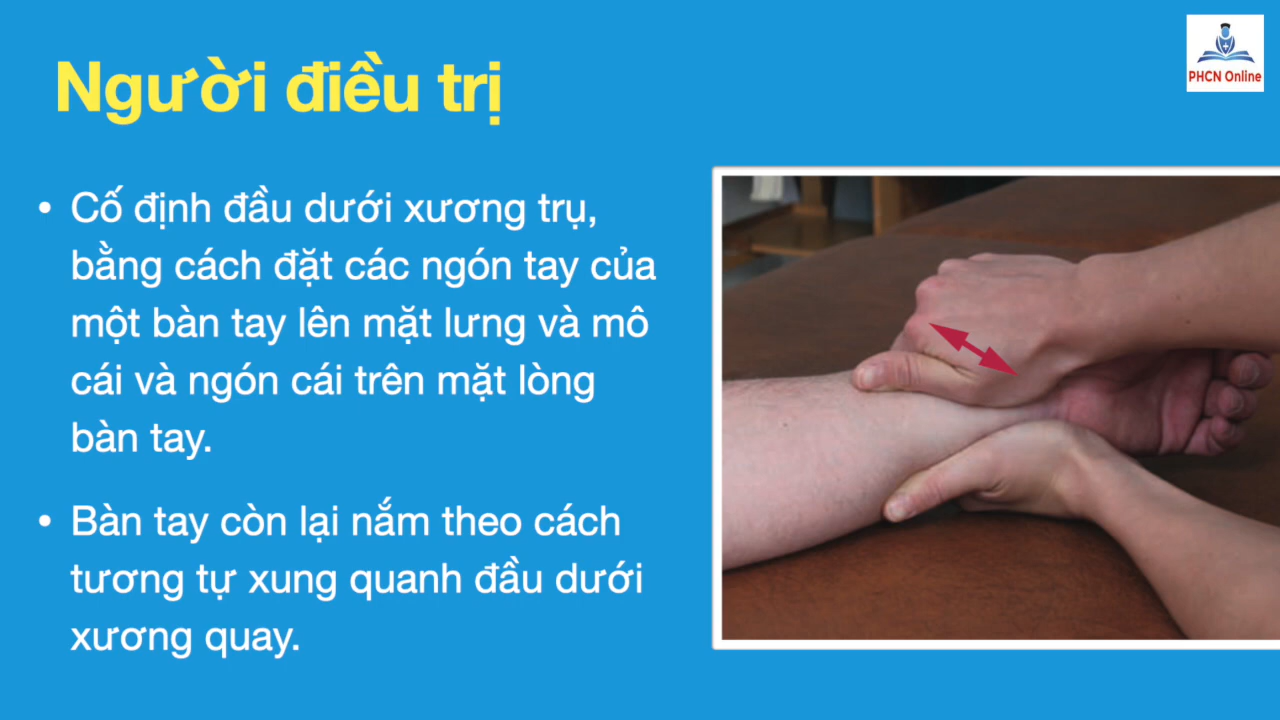 PHCN Online
Người điều trị
• Cố định đầu dưới xương trụ,
bằng cách đặt các ngón tay của
một bàn tay lên mặt lưng và mô
cái và ngón cái trên mặt lòng
bàn tay.
• Bàn tay còn lại nắm theo cách
tương tự xung quanh đầu dưới
xương quay.